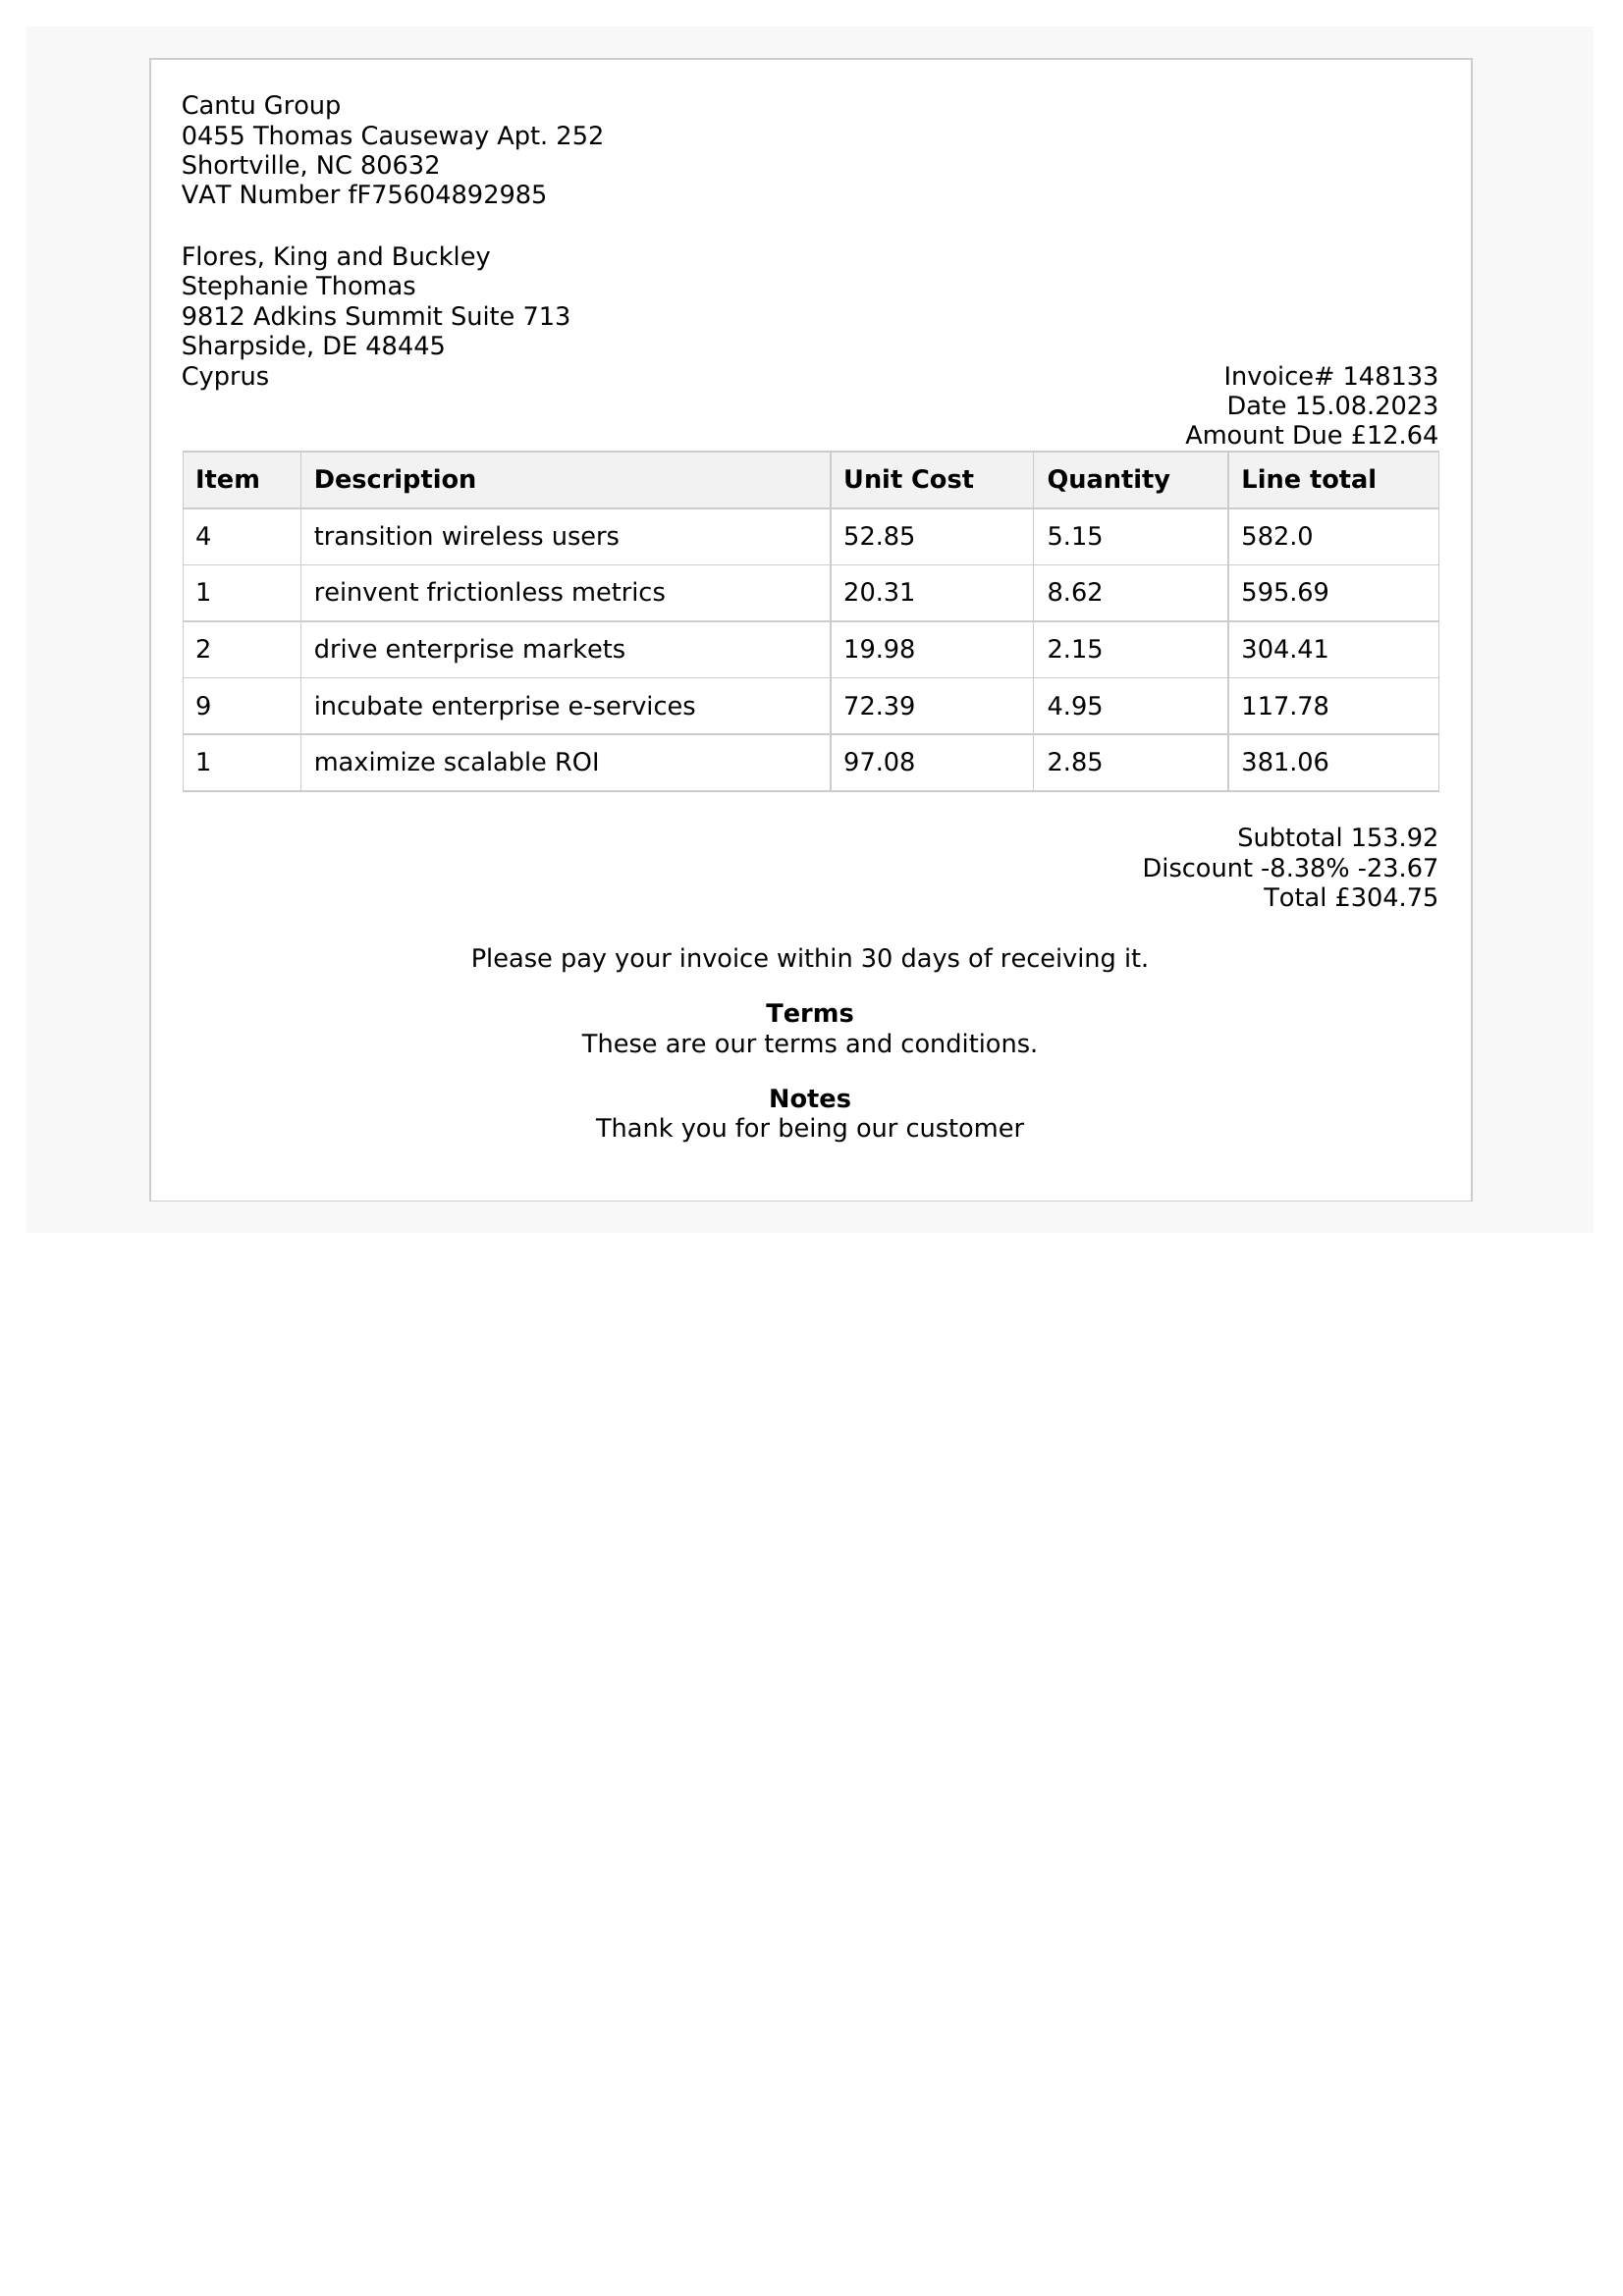 Cantu Group
0455 Thomas Causeway Apt. 252
Shortville, NC 80632
VAT Number fF75604892985
Flores, King and Buckley
Stephanie Thomas
9812 Adkins Summit Suite 713
Sharpside, DE 48445
Cyprus
Invoice# 148133
Date 15.08.2023
Amount Due £12.64
Item Description Unit Cost Quantity Line total
4 transition wireless users 52.85 5.15 582.0
1 reinvent frictionless metrics 20.31 8.62 595.69
2 drive enterprise markets 19.98 2.15 304.41
9 incubate enterprise e-services 72.39 4.95 117.78
1 maximize scalable ROI 97.08 2.85 381.06
Subtotal 153.92
Discount -8.38% -23.67
Total £304.75
Please pay your invoice within 30 days of receiving it.
Terms
These are our terms and conditions.
Notes
Thank you for being our customer